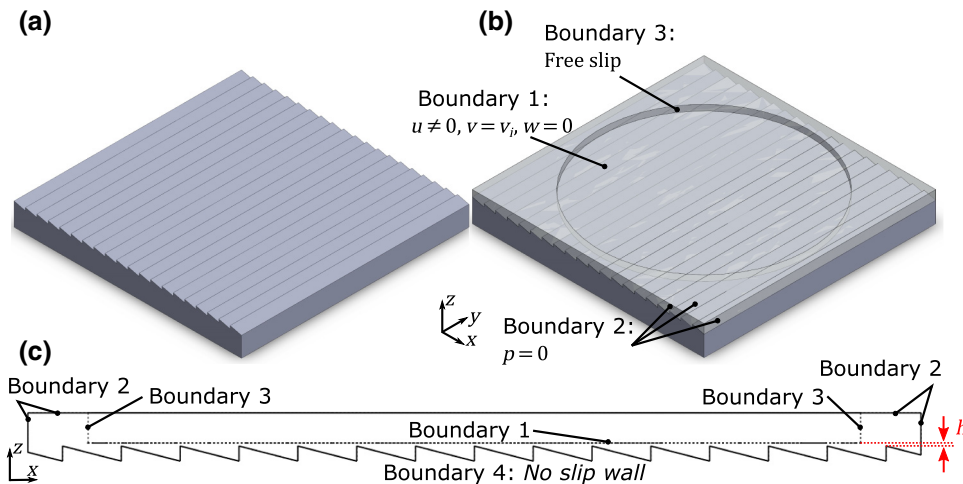 (a)
(b)
Boundary 3:
Free slip
Boundary 1:
u ≠ 0, v = vᵢ, w = 0
z
y
x
Boundary 2:
p = 0
(c)
Boundary 2
Boundary 3
Boundary 3
Boundary 2
Boundary 1
h
z
x
Boundary 4: No slip wall